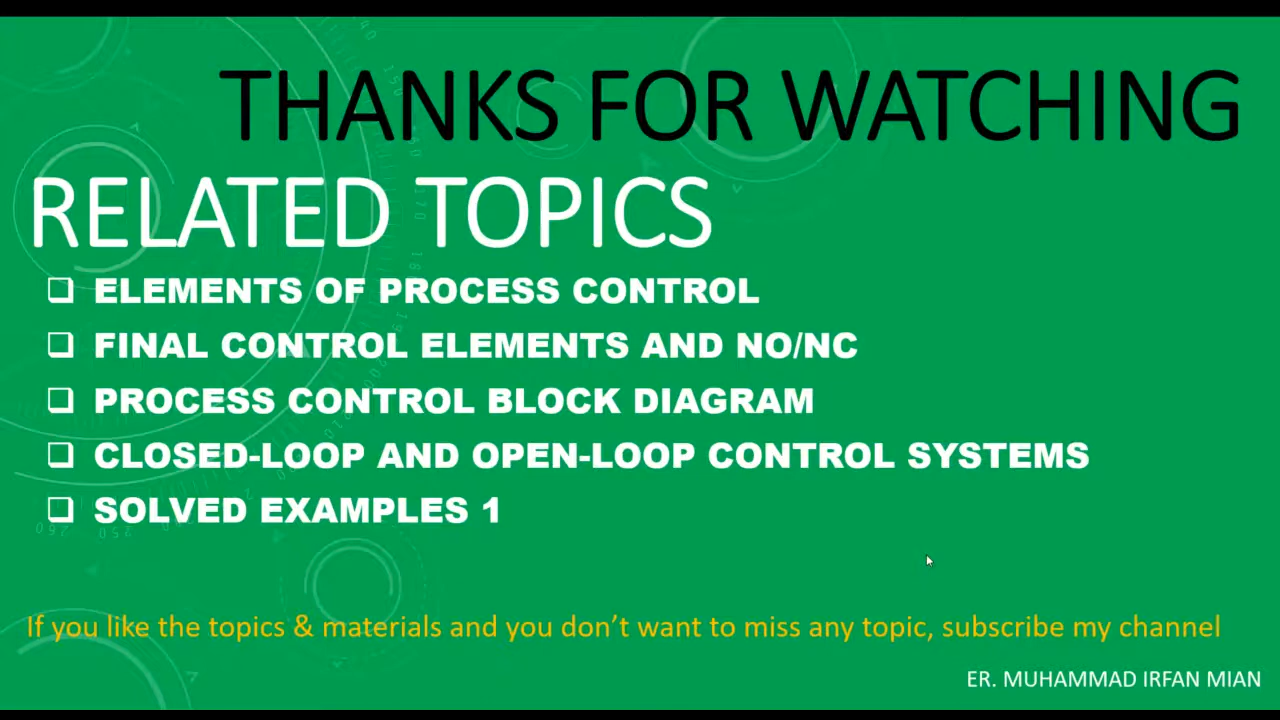 THANKS FOR WATCHING
RELATED TOPICS
❑ ELEMENTS OF PROCESS CONTROL
❑ FINAL CONTROL ELEMENTS AND NO/NC
❑ PROCESS CONTROL BLOCK DIAGRAM
❑ CLOSED-LOOP AND OPEN-LOOP CONTROL SYSTEMS
❑ SOLVED EXAMPLES 1
If you like the topics & materials and you don’t want to miss any topic, subscribe my channel
ER. MUHAMMAD IRFAN MIAN